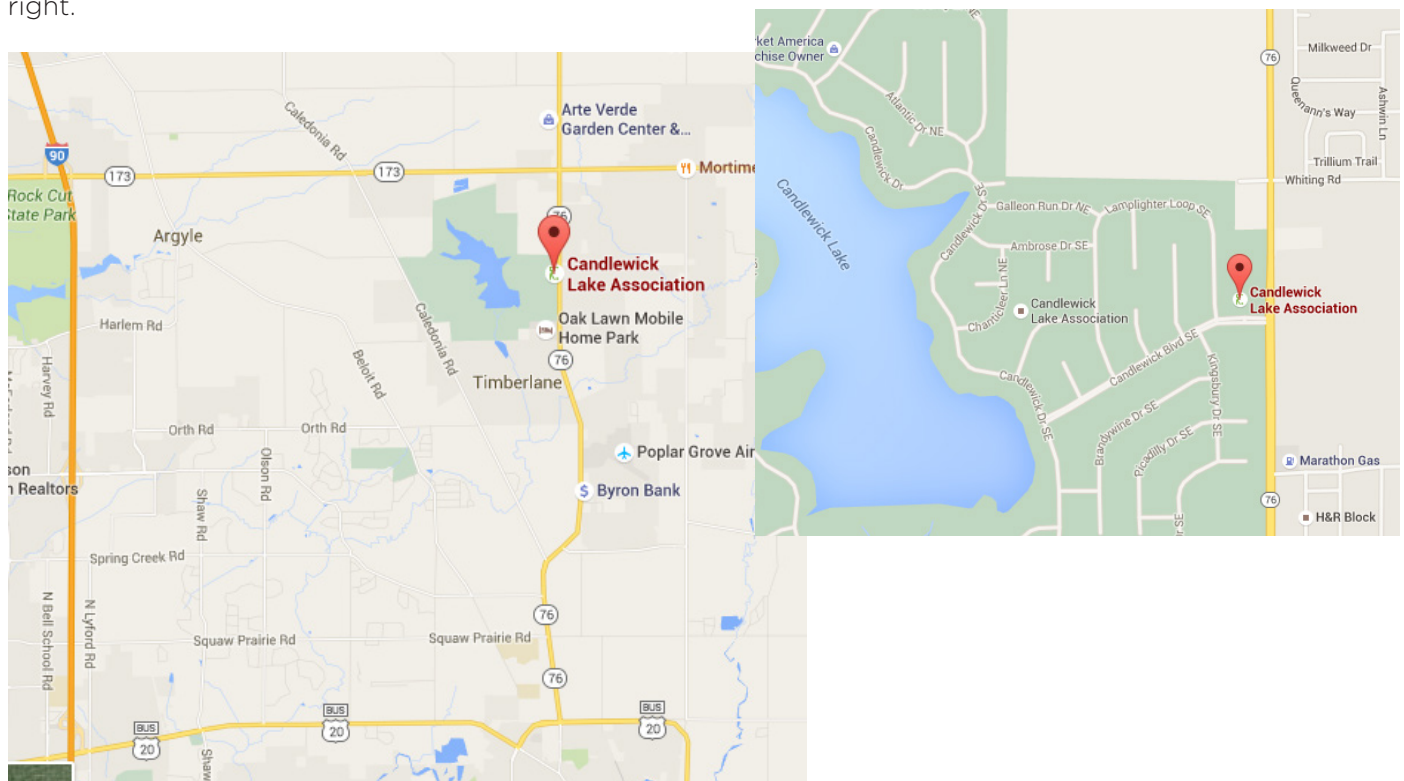 right.
90
173
173
Caledonia Rd
Arte Verde
Garden Center &...
Rock Cut
State Park
Argyle
76
Candlewick
Lake Association
Oak Lawn Mobile
Home Park
76
Timberlane
Harlem Rd
Harvey Rd
Beloit Rd
Caledonia Rd
Orth Rd
Orth Rd
Olson Rd
Poplar Grove Air
Byron Bank
n Realtors
Shaw Rd
Spring Creek Rd
N Bell School Rd
N Lyford Rd
76
Squaw Prairie Rd
Squaw Prairie Rd
76
BUS
20
BUS
20
BUS
20
Candlewick Lake
Atlantic Dr NE
Candlewick Dr
Candlewick Dr SE
Galleon Run Dr NE
Lamplighter Loop SE
Ambrose Dr SE
Chanticleer Ln NE
Candlewick
Lake Association
Candlewick
Lake Association
Candlewick Blvd SE
Candlewick Dr SE
Kingsbury Dr SE
Brandywine Dr SE
Picadilly Dr SE
76
Milkweed Dr
Queenann's Way
Ashwin Ln
Trillium Trail
Whiting Rd
Marathon Gas
76
H&R Block